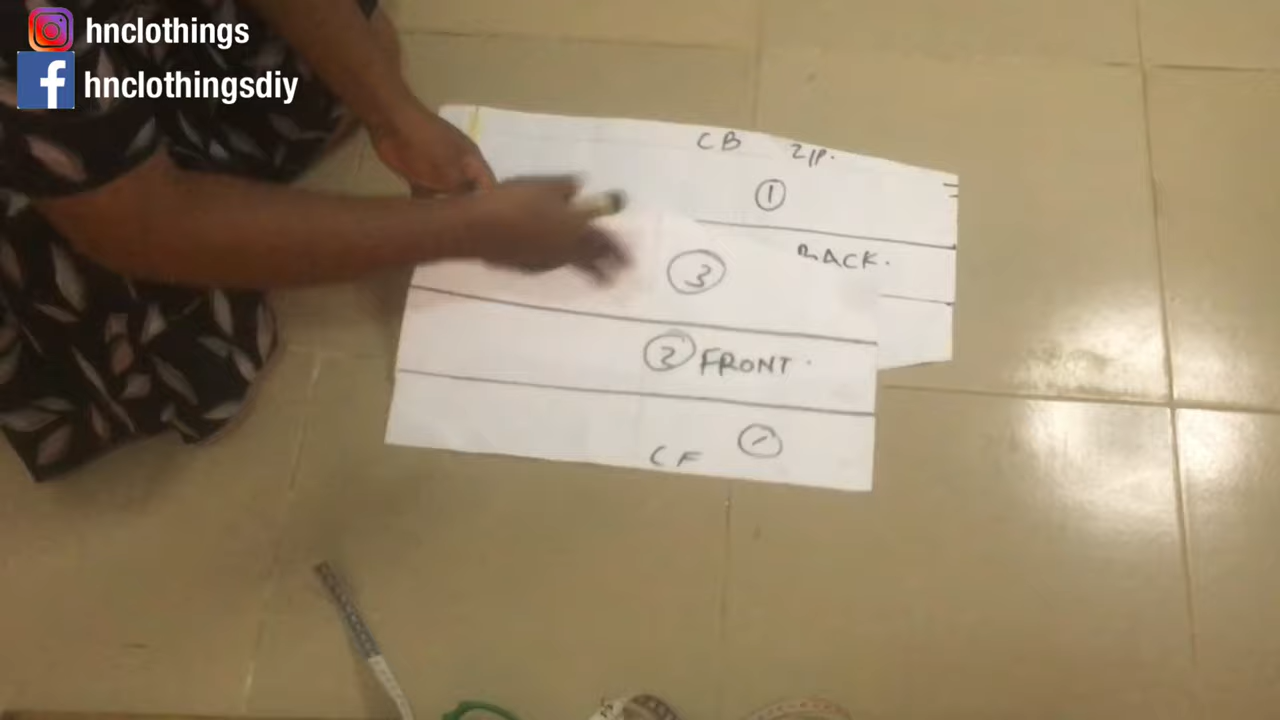 hnclothings
hnclothingsdiy
CB ZIP.
1
BACK.
3
2 FRONT.
1
CF